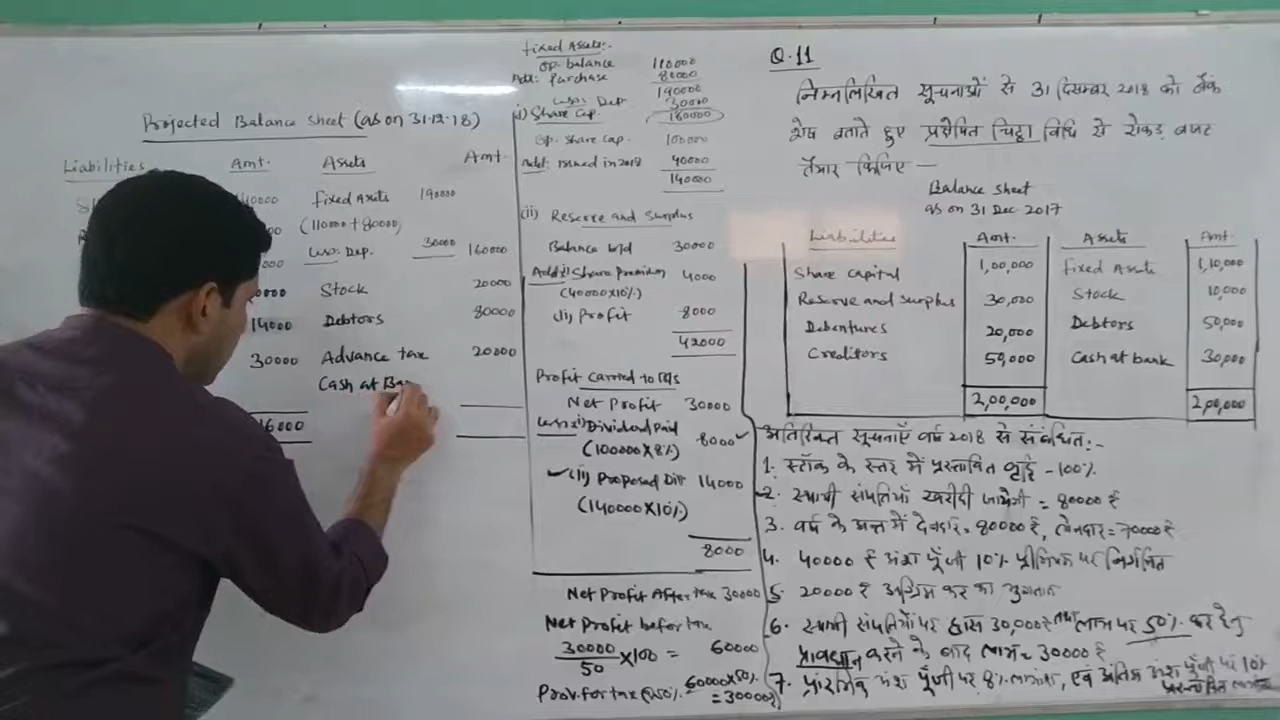 Projected Balance Sheet (as on 31.12.18)
Liabilities Amt. Assets Amt.
Fixed Assets 190000
(110000+80000)
Less: Dep. 30000 160000
Stock 20000
14000 Debtors 80000
30000 Advance tax 20000
Cash at Ba
16000
Fixed Assets:-
Op. balance 110000
Add: Purchase 80000
190000
Less: Dep 30000
160000
i) Share Cap.
Op. Share Cap. 100000
Add: Issued in 2018 40000
140000
(ii) Reserve and Surplus
Balance b/d 30000
Add: i) Share Premium 4000
(40000×10%)
(ii) Profit 8000
42000
Profit Carried to B/S
Net Profit 30000
Less: i) Dividend Paid 8000
(100000×8%)
(ii) Proposed Div 14000
(140000×10%)
8000
Net Profit After tax 30000
Net Profit before tax
30000/50 ×100 = 60000
Prov. for tax (50%) 60000×50%
= 30000
Q.11
निम्नलिखित सूचनाओं से 31 दिसम्बर 2018 को बैंक
शेष बताते हुए प्रक्षेपित चिट्ठा विधि से रोकड़ बजट
तैयार किजिए —
Balance Sheet
as on 31 Dec 2017
Liabilities Amt. Assets Amt.
Share Capital 1,00,000 Fixed Assets 1,10,000
Reserve and Surplus 30,000 Stock 10,000
Debentures 20,000 Debtors 50,000
Creditors 50,000 Cash at bank 30,000
2,00,000 2,00,000
अतिरिक्त सूचनाएँ वर्ष 2018 से संबंधित:-
1. स्टॉक के स्तर में प्रस्तावित वृद्धि - 100%
2. स्थायी संपतियाँ खरीदी जायेगी = 80000 ₹
3. वर्ष के अन्त में देनदार = 80000 ₹, लेनदार = 70000 ₹
4. 40000 ₹ अंश पूँजी 10% प्रीमियम पर निर्गमित
5. 20000 ₹ अग्रिम कर का भुगतान
6. स्थायी संपतियों पर ह्रास 30,000 ₹ तथा लाभ पर 50% कर हेतु
प्रावधान करने के बाद लाभ = 30000 ₹
7. प्रारंभिक अंश पूँजी पर 8% लाभांश, एवं अंतिम अंश पूँजी पर 10%
प्रस्तावित लाभांश